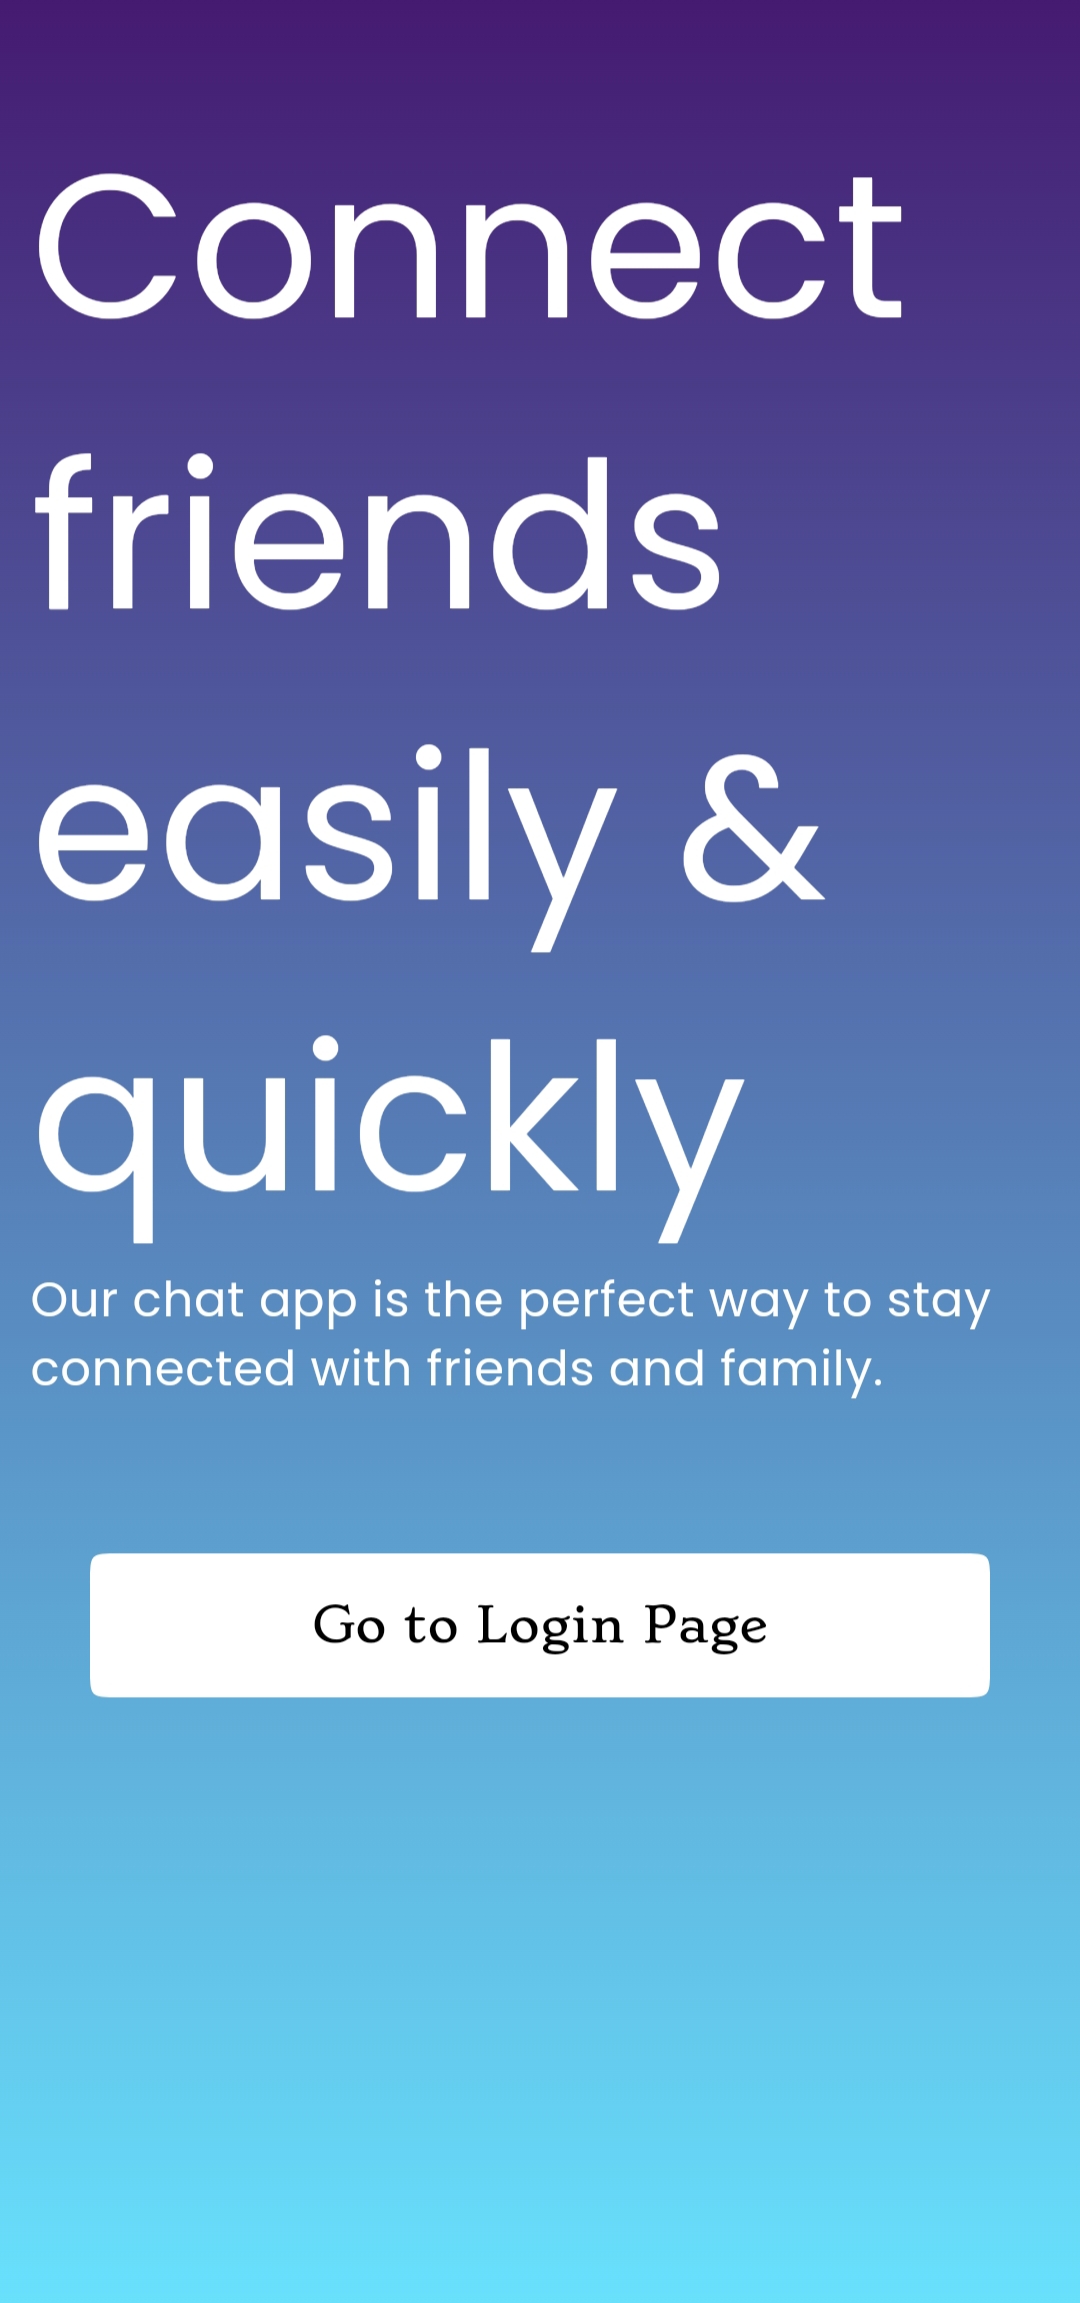 Connect
friends
easily &
quickly
Our chat app is the perfect way to stay
connected with friends and family.
Go to Login Page